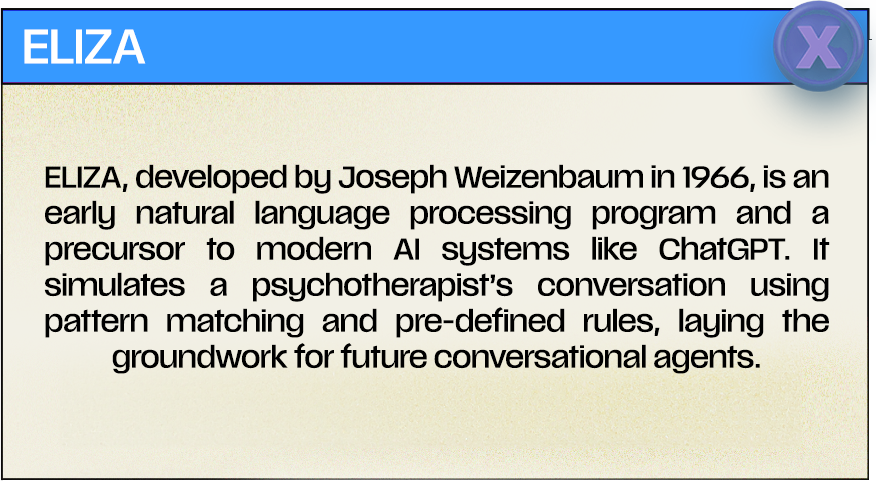 ELIZA
X
ELIZA, developed by Joseph Weizenbaum in 1966, is an
early natural language processing program and a
precursor to modern AI systems like ChatGPT. It
simulates a psychotherapist’s conversation using
pattern matching and pre-defined rules, laying the
groundwork for future conversational agents.